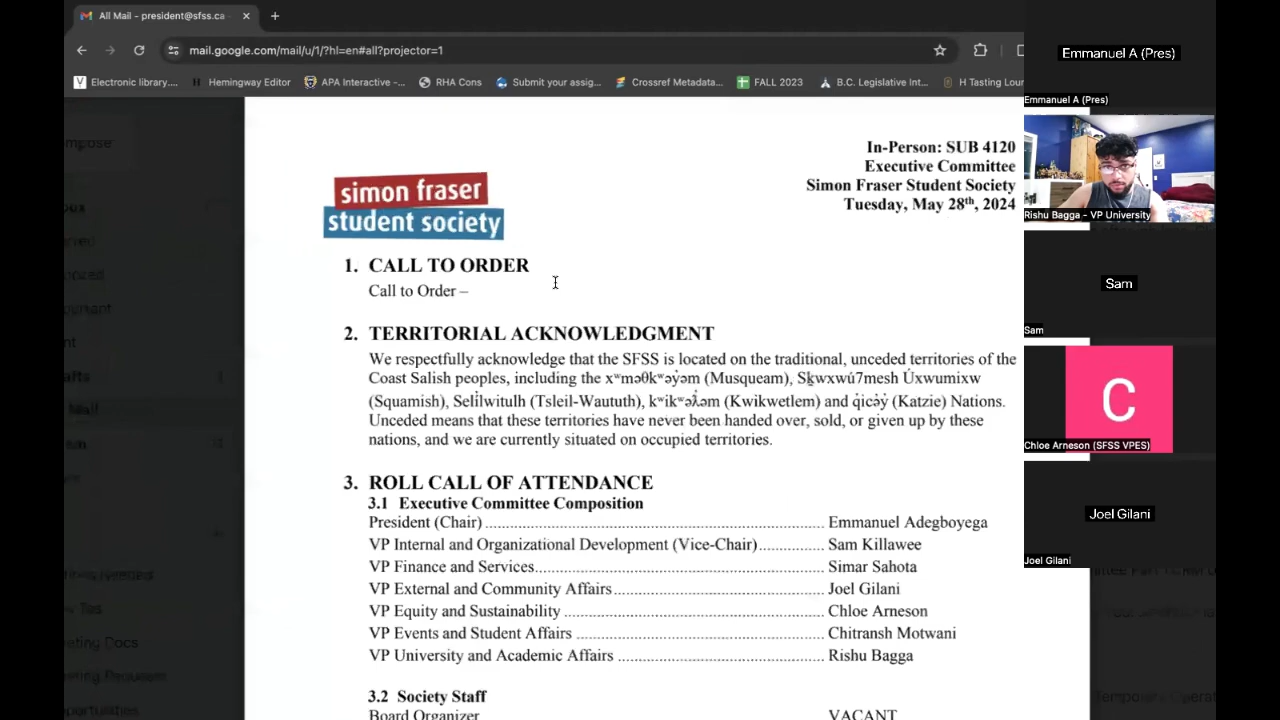 All Mail - president@sfss.ca
mail.google.com/mail/u/1/?hl=en#all?projector=1
Electronic library....
Hemingway Editor
APA Interactive -...
RHA Cons
Submit your assig...
Crossref Metadata...
FALL 2023
B.C. Legislative Int...
H Tasting Loun
In-Person: SUB 4120
Executive Committee
Simon Fraser Student Society
Tuesday, May 28th, 2024
simon fraser
student society
1. CALL TO ORDER
Call to Order –
2. TERRITORIAL ACKNOWLEDGMENT
We respectfully acknowledge that the SFSS is located on the traditional, unceded territories of the
Coast Salish peoples, including the xʷməθkʷəy̓əm (Musqueam), Sḵwxwú7mesh Úxwumixw
(Squamish), Sel̓íl̓witulh (Tsleil-Waututh), kʷikʷəƛ̓əm (Kwikwetlem) and q̓icəy̓ (Katzie) Nations.
Unceded means that these territories have never been handed over, sold, or given up by these
nations, and we are currently situated on occupied territories.
3. ROLL CALL OF ATTENDANCE
3.1 Executive Committee Composition
President (Chair) Emmanuel Adegboyega
VP Internal and Organizational Development (Vice-Chair) Sam Killawee
VP Finance and Services Simar Sahota
VP External and Community Affairs Joel Gilani
VP Equity and Sustainability Chloe Arneson
VP Events and Student Affairs Chitransh Motwani
VP University and Academic Affairs Rishu Bagga
3.2 Society Staff
Board Organizer VACANT
Emmanuel A (Pres)
Emmanuel A (Pres)
Rishu Bagga - VP University
Sam
Sam
C
Chloe Arneson (SFSS VPES)
Joel Gilani
Joel Gilani